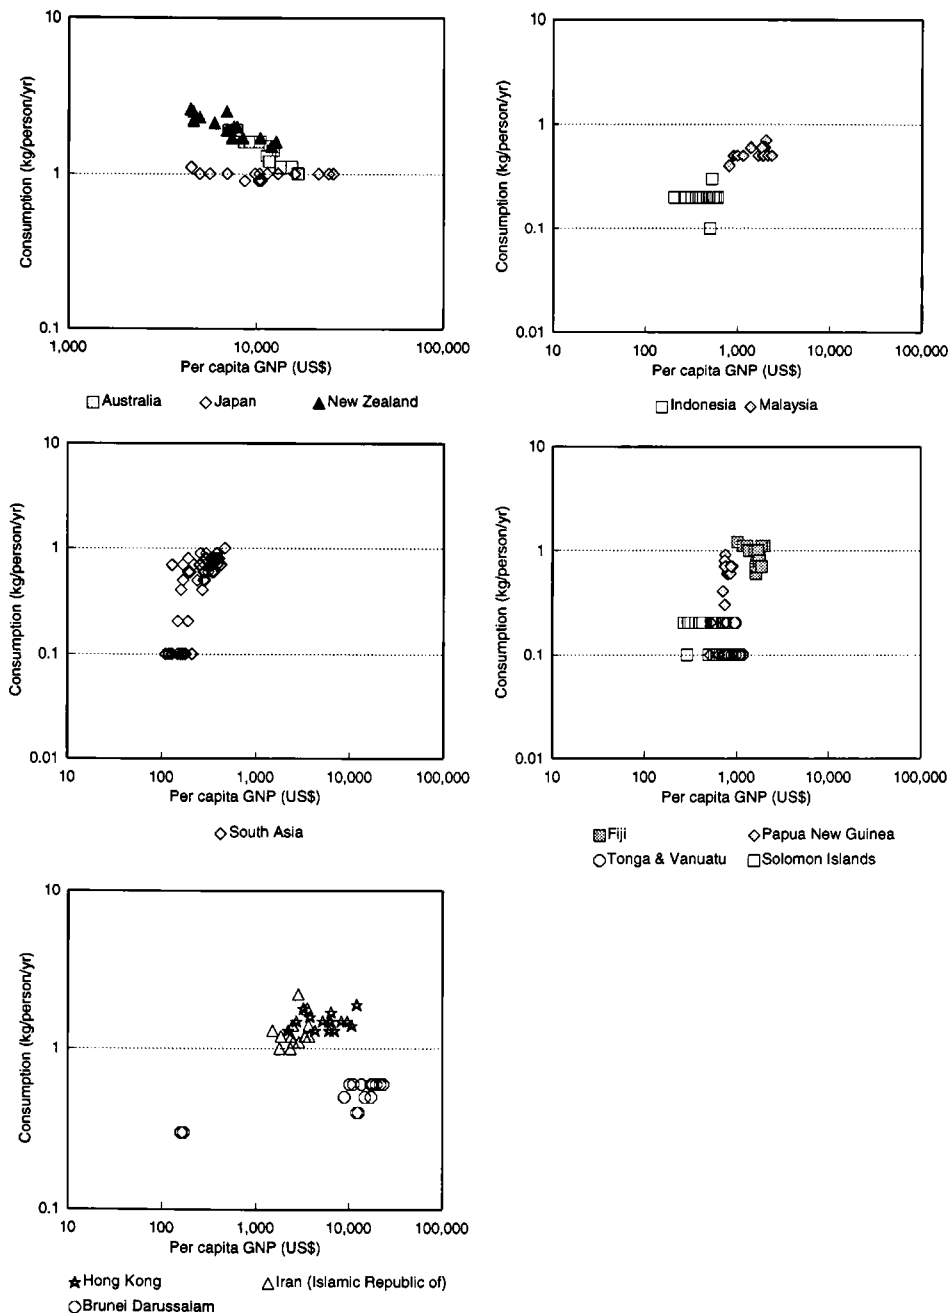 10
1
0.1
Consumption (kg/person/yr)
1,000
10,000
100,000
Per capita GNP (US$)
Australia
Japan
New Zealand
10
1
0.1
0.01
Consumption (kg/person/yr)
10
100
1,000
10,000
100,000
Per capita GNP (US$)
Indonesia
Malaysia
10
1
0.1
0.01
Consumption (kg/person/yr)
10
100
1,000
10,000
100,000
Per capita GNP (US$)
South Asia
10
1
0.1
0.01
Consumption (kg/person/yr)
10
100
1,000
10,000
100,000
Per capita GNP (US$)
Fiji
Papua New Guinea
Tonga & Vanuatu
Solomon Islands
10
1
0.1
Consumption (kg/person/yr)
10
100
1,000
10,000
100,000
Per capita GNP (US$)
Hong Kong
Iran (Islamic Republic of)
Brunei Darussalam